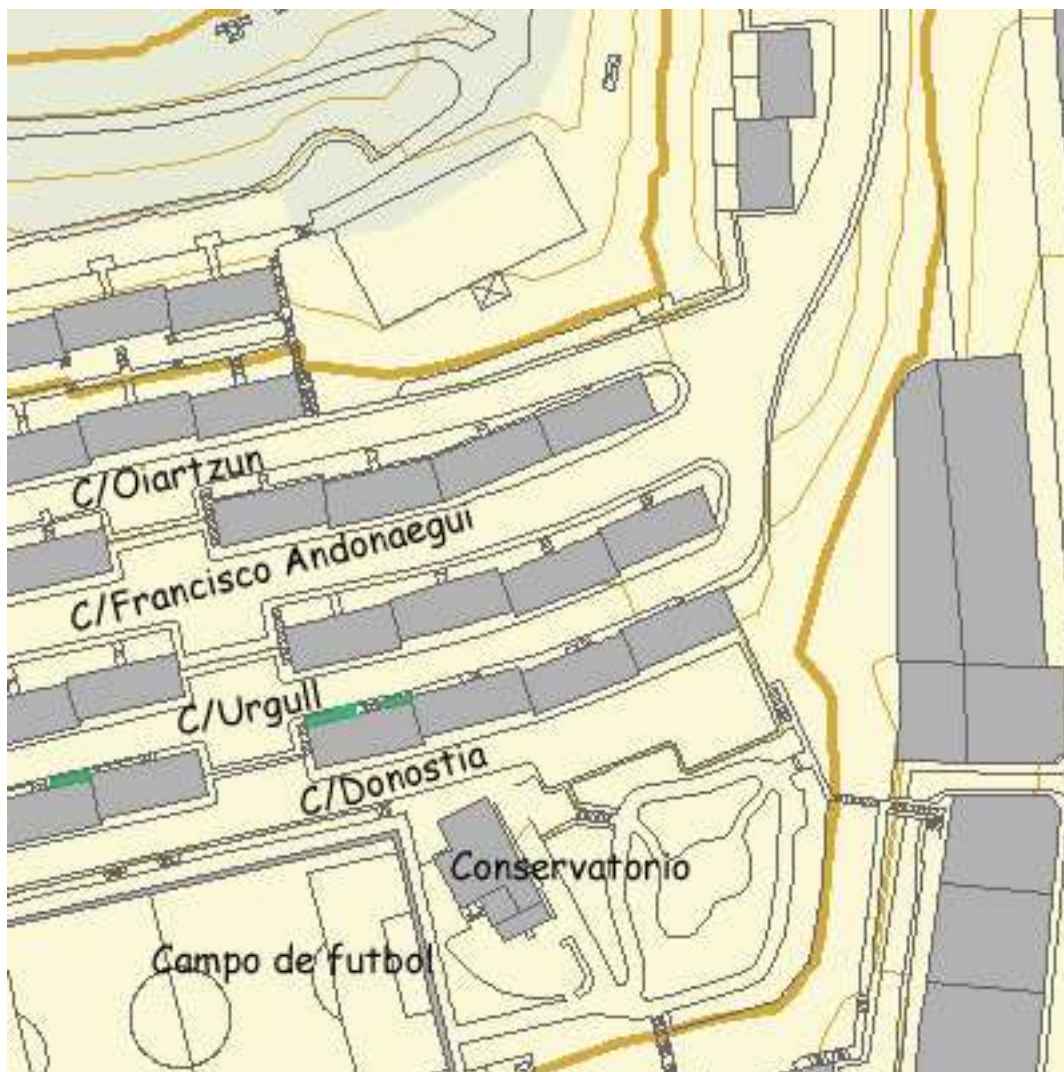 C/Oiartzun
C/Francisco Andonaegui
C/Urgull
C/Donostia
Conservatorio
Campo de futbol